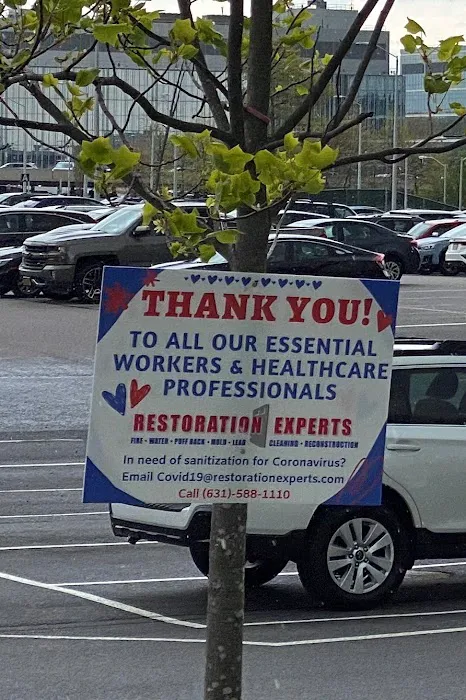 THANK YOU!
TO ALL OUR ESSENTIAL
WORKERS & HEALTHCARE
PROFESSIONALS
RESTORATION EXPERTS
FIRE • WATER • PUFF BACK • MOLD • LEAD CLEANING • RECONSTRUCTION
In need of sanitization for Coronavirus?
Email Covid19@restorationexperts.com
Call (631)-588-1110